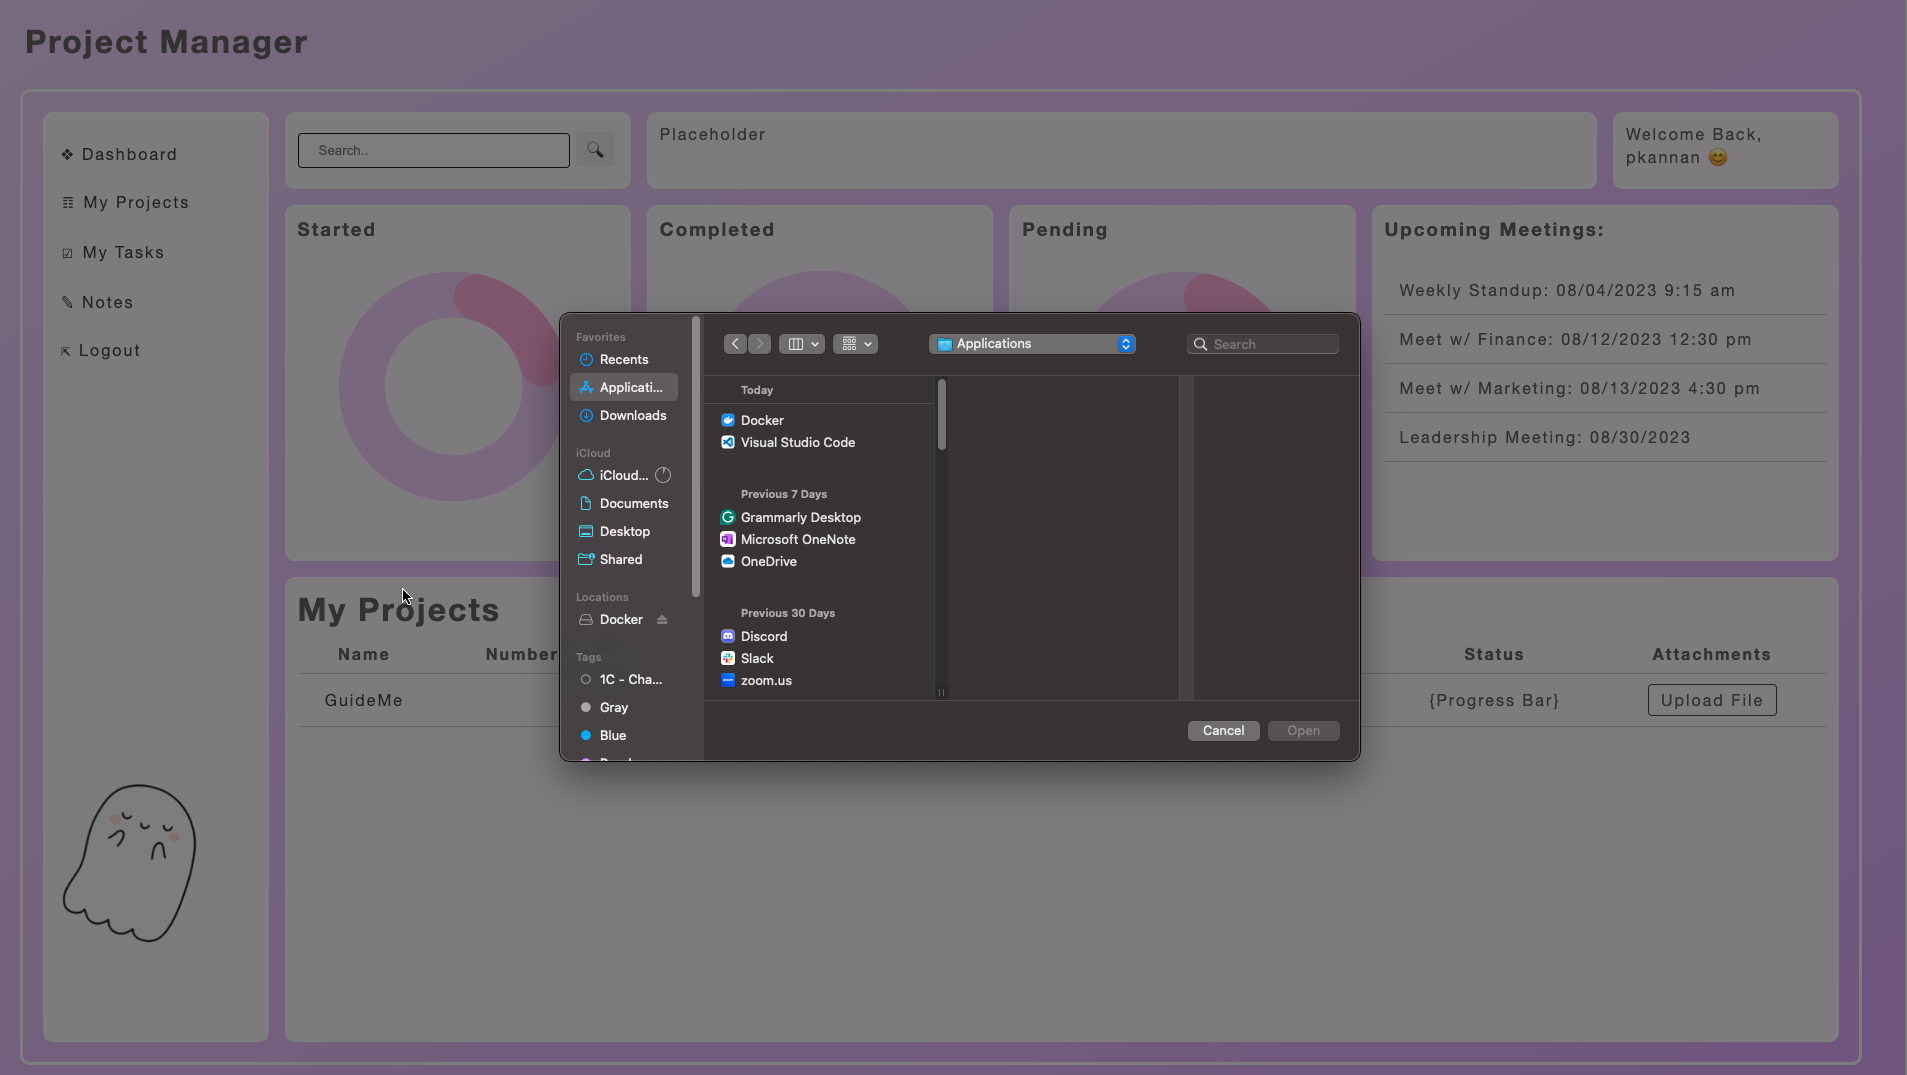 Project Manager
Dashboard
My Projects
My Tasks
Notes
Logout
Search..
Placeholder
Welcome Back,
pkannan 😊
Started
Completed
Pending
Upcoming Meetings:
Weekly Standup: 08/04/2023 9:15 am
Meet w/ Finance: 08/12/2023 12:30 pm
Meet w/ Marketing: 08/13/2023 4:30 pm
Leadership Meeting: 08/30/2023
My Projects
Name
Number
Status
Attachments
GuideMe
{Progress Bar}
Upload File
Favorites
Recents
Applicati...
Downloads
iCloud
iCloud...
Documents
Desktop
Shared
Locations
Docker
Tags
1C - Cha...
Gray
Blue
Applications
Search
Today
Docker
Visual Studio Code
Previous 7 Days
Grammarly Desktop
Microsoft OneNote
OneDrive
Previous 30 Days
Discord
Slack
zoom.us
Cancel
Open